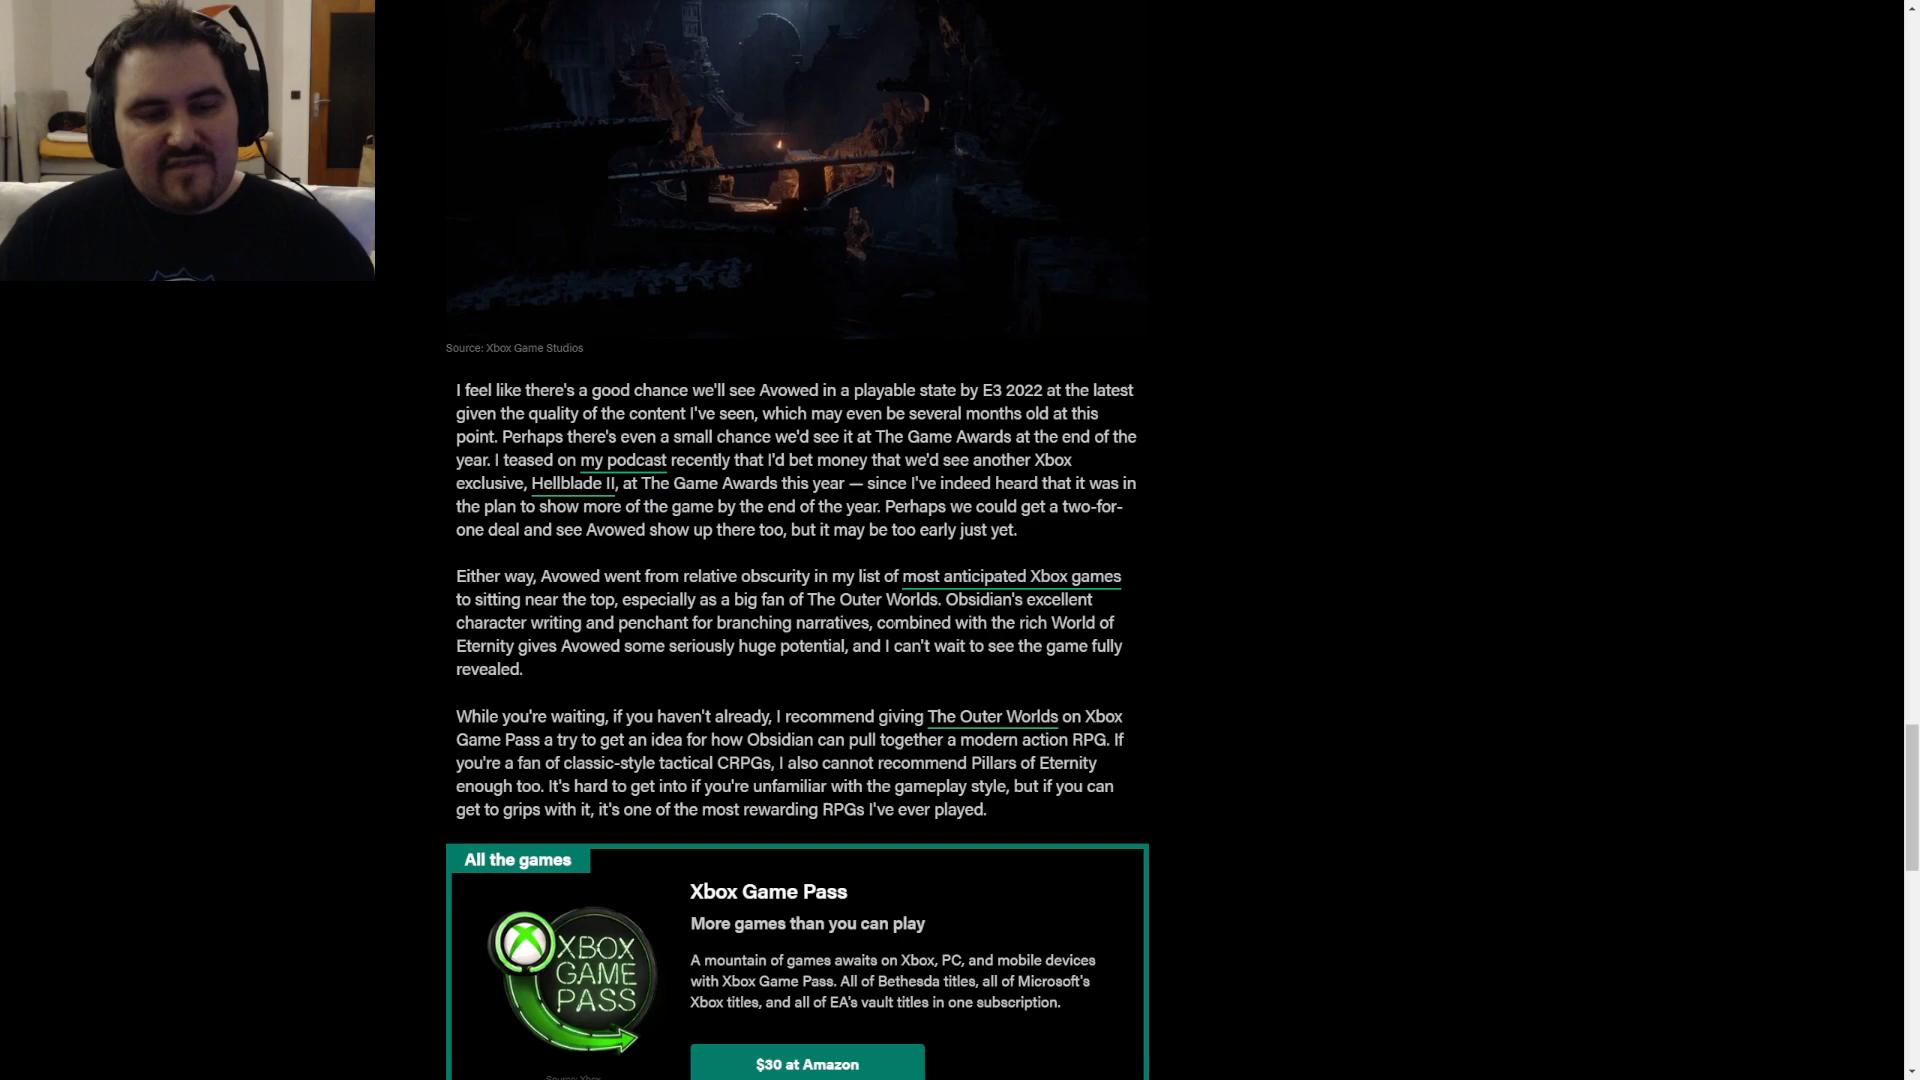 Source: Xbox Game Studios
I feel like there's a good chance we'll see Avowed in a playable state by E3 2022 at the latest
given the quality of the content I've seen, which may even be several months old at this
point. Perhaps there's even a small chance we'd see it at The Game Awards at the end of the
year. I teased on my podcast recently that I'd bet money that we'd see another Xbox
exclusive, Hellblade II, at The Game Awards this year — since I've indeed heard that it was in
the plan to show more of the game by the end of the year. Perhaps we could get a two-for-
one deal and see Avowed show up there too, but it may be too early just yet.
Either way, Avowed went from relative obscurity in my list of most anticipated Xbox games
to sitting near the top, especially as a big fan of The Outer Worlds. Obsidian's excellent
character writing and penchant for branching narratives, combined with the rich World of
Eternity gives Avowed some seriously huge potential, and I can't wait to see the game fully
revealed.
While you're waiting, if you haven't already, I recommend giving The Outer Worlds on Xbox
Game Pass a try to get an idea for how Obsidian can pull together a modern action RPG. If
you're a fan of classic-style tactical CRPGs, I also cannot recommend Pillars of Eternity
enough too. It's hard to get into if you're unfamiliar with the gameplay style, but if you can
get to grips with it, it's one of the most rewarding RPGs I've ever played.
All the games
XBOX
GAME
PASS
Xbox Game Pass
More games than you can play
A mountain of games awaits on Xbox, PC, and mobile devices
with Xbox Game Pass. All of Bethesda titles, all of Microsoft's
Xbox titles, and all of EA's vault titles in one subscription.
$30 at Amazon
Source: Xbox